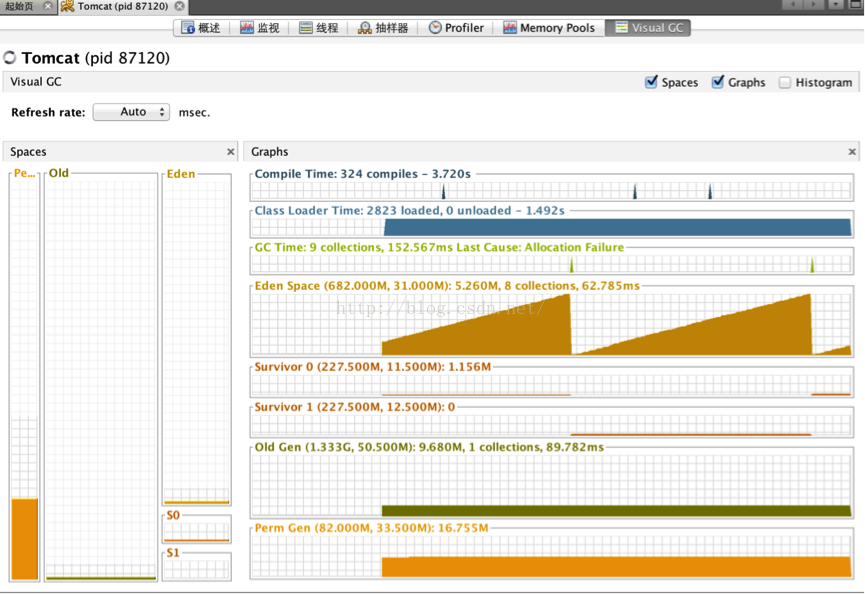 起始页
Tomcat (pid 87120)
概述 监视 线程 抽样器 Profiler Memory Pools Visual GC
Tomcat (pid 87120)
Visual GC Spaces Graphs Histogram
Refresh rate: Auto msec.
Spaces
Pe... Old Eden
S0
S1
Graphs
Compile Time: 324 compiles - 3.720s
Class Loader Time: 2823 loaded, 0 unloaded - 1.492s
GC Time: 9 collections, 152.567ms Last Cause: Allocation Failure
Eden Space (682.000M, 31.000M): 5.260M, 8 collections, 62.785ms
http://blog.csdn.net/
Survivor 0 (227.500M, 11.500M): 1.156M
Survivor 1 (227.500M, 12.500M): 0
Old Gen (1.333G, 50.500M): 9.680M, 1 collections, 89.782ms
Perm Gen (82.000M, 33.500M): 16.755M